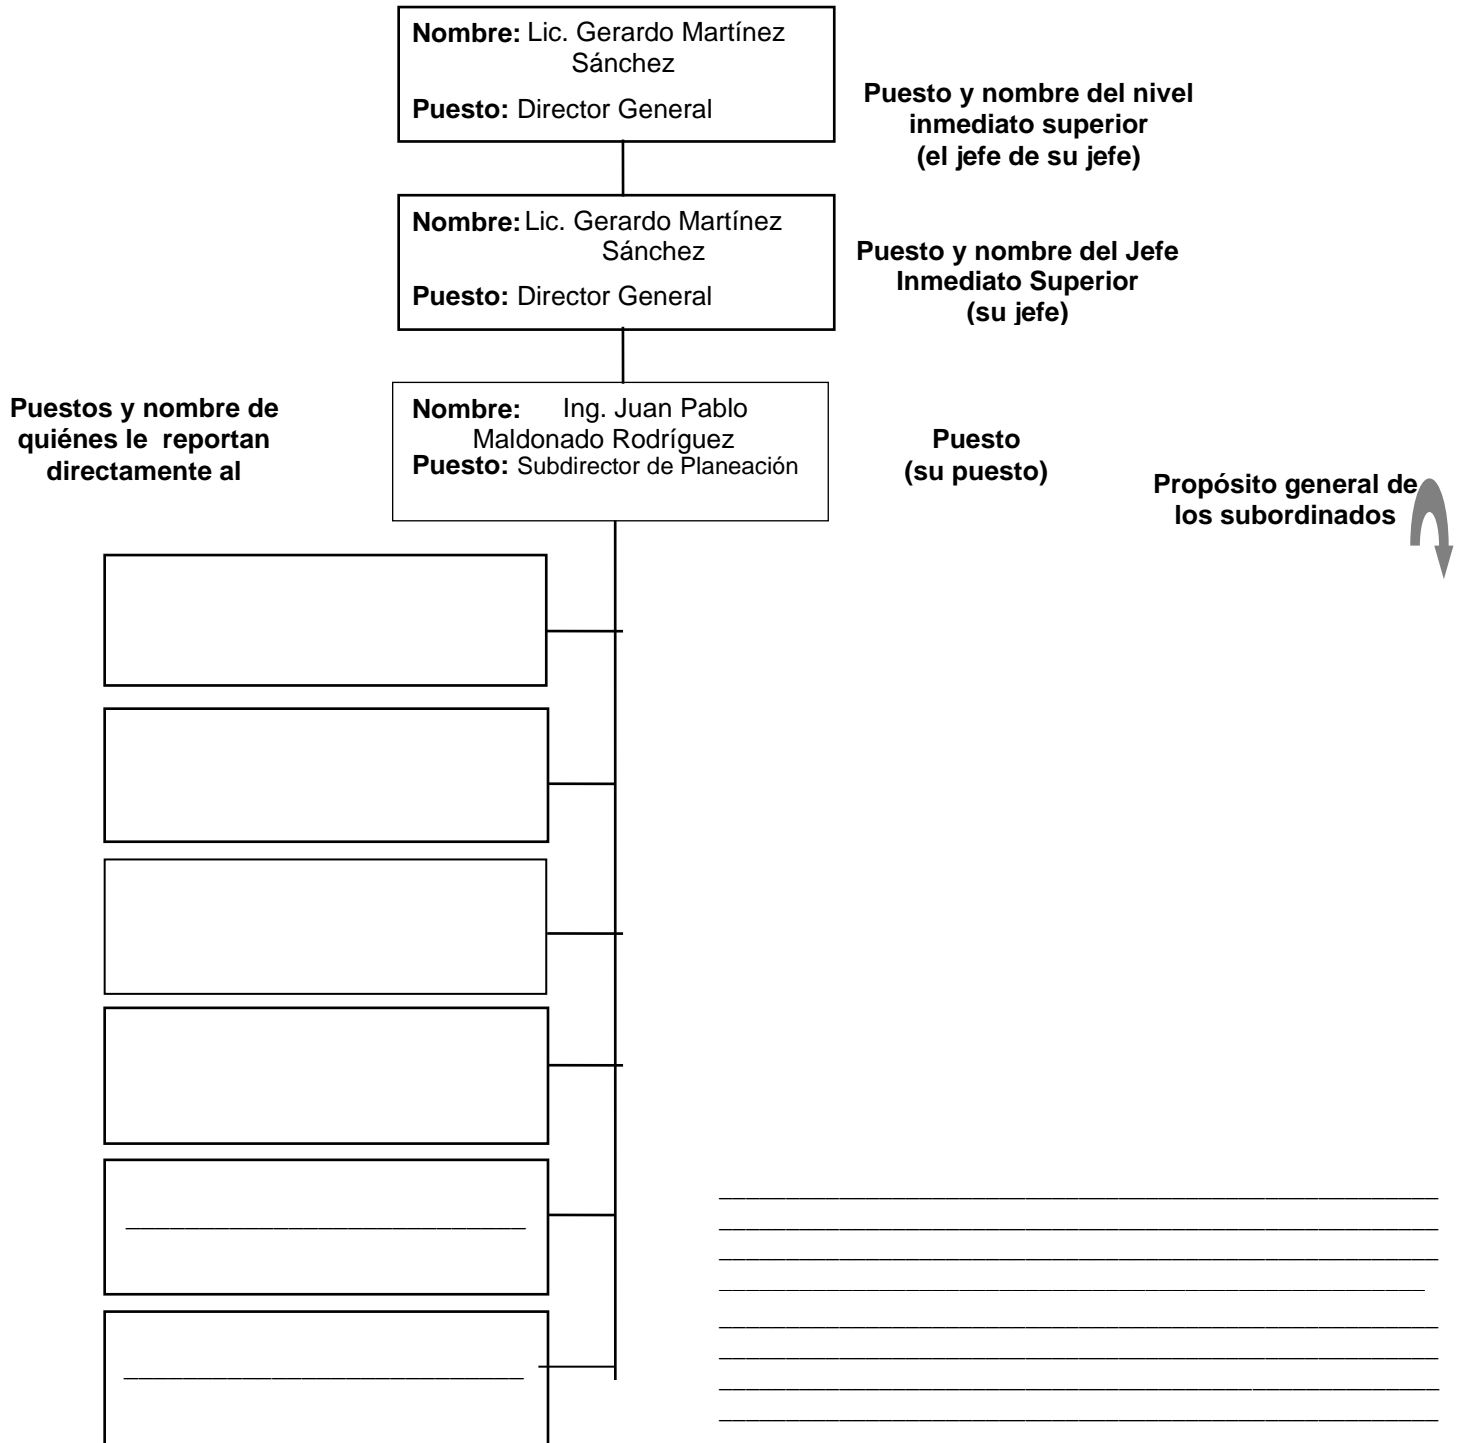 Nombre: Lic. Gerardo Martínez
Sánchez
Puesto: Director General
Puesto y nombre del nivel
inmediato superior
(el jefe de su jefe)
Nombre: Lic. Gerardo Martínez
Sánchez
Puesto: Director General
Puesto y nombre del Jefe
Inmediato Superior
(su jefe)
Puestos y nombre de
quiénes le reportan
directamente al
Nombre: Ing. Juan Pablo
Maldonado Rodríguez
Puesto: Subdirector de Planeación
Puesto
(su puesto)
Propósito general de
los subordinados